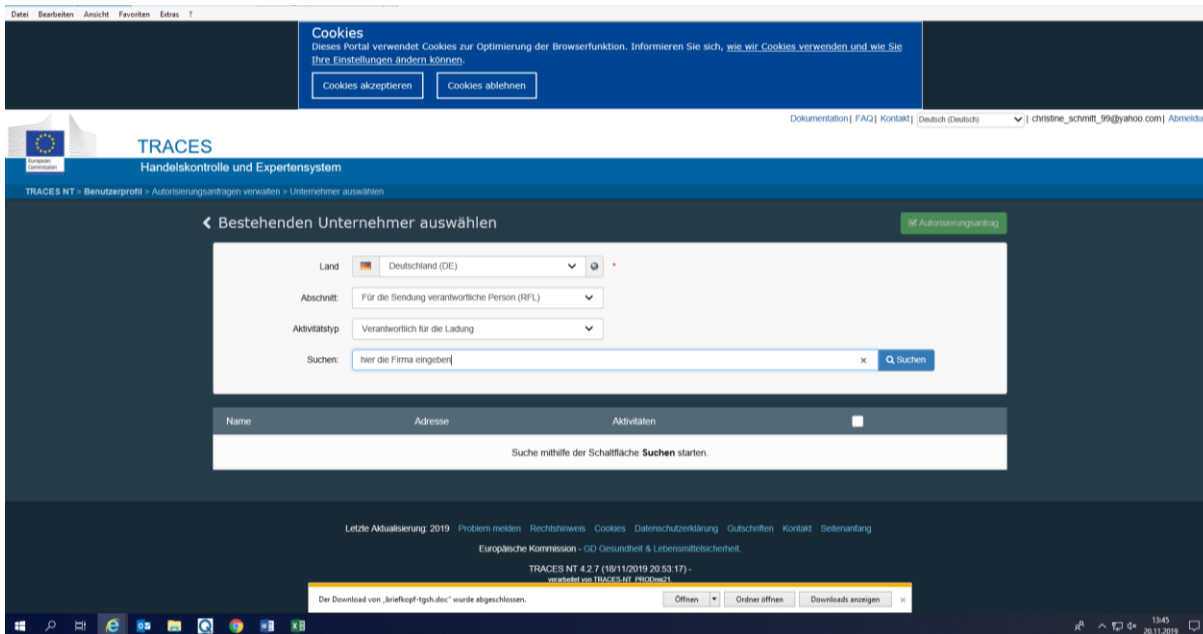 Datei Bearbeiten Ansicht Favoriten Extras ?
Cookies
Dieses Portal verwendet Cookies zur Optimierung der Browserfunktion. Informieren Sie sich, wie wir Cookies verwenden und wie Sie
Ihre Einstellungen ändern können.
Cookies akzeptieren Cookies ablehnen
Dokumentation| FAQ| Kontakt| Deutsch (Deutsch) | christine_schmitt_99@yahoo.com| Abmeldu
European
Commission
TRACES
Handelskontrolle und Expertensystem
TRACES NT > Benutzerprofil > Autorisierungsanfragen verwalten > Unternehmer auswählen
Bestehenden Unternehmer auswählen
Autorisierungsantrag
Land Deutschland (DE) *
Abschnitt: Für die Sendung verantwortliche Person (RFL)
Aktivitätstyp Verantwortlich für die Ladung
Suchen: hier die Firma eingeben × Suchen
Name Adresse Aktivitäten
Suche mithilfe der Schaltfläche Suchen starten.
Letzte Aktualisierung: 2019 Problem melden Rechtshinweis Cookies Datenschutzerklärung Gutschriften Kontakt Seitenanfang
Europäische Kommission - GD Gesundheit & Lebensmittelsicherheit.
TRACES NT 4.2.7 (18/11/2019 20:53:17) -
verarbeitet von TRACES-NT_PRODms21.
Der Download von „briefkopf-tgsh.doc" wurde abgeschlossen. Öffnen Ordner öffnen Downloads anzeigen ×
13:45
20.11.2019